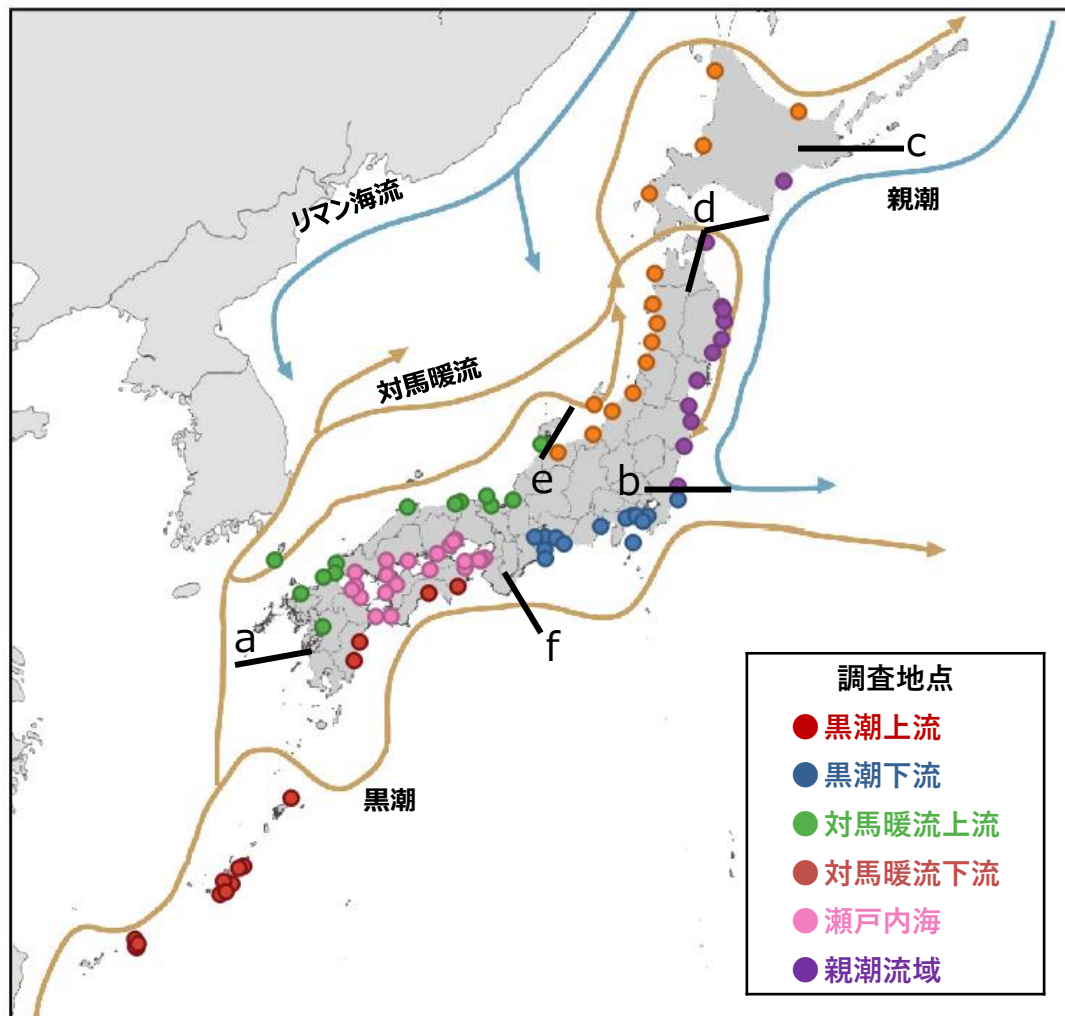 c
親潮
リマン海流
d
対馬暖流
e
b
a
f
黒潮
調査地点
黒潮上流
黒潮下流
対馬暖流上流
対馬暖流下流
瀬戸内海
親潮流域